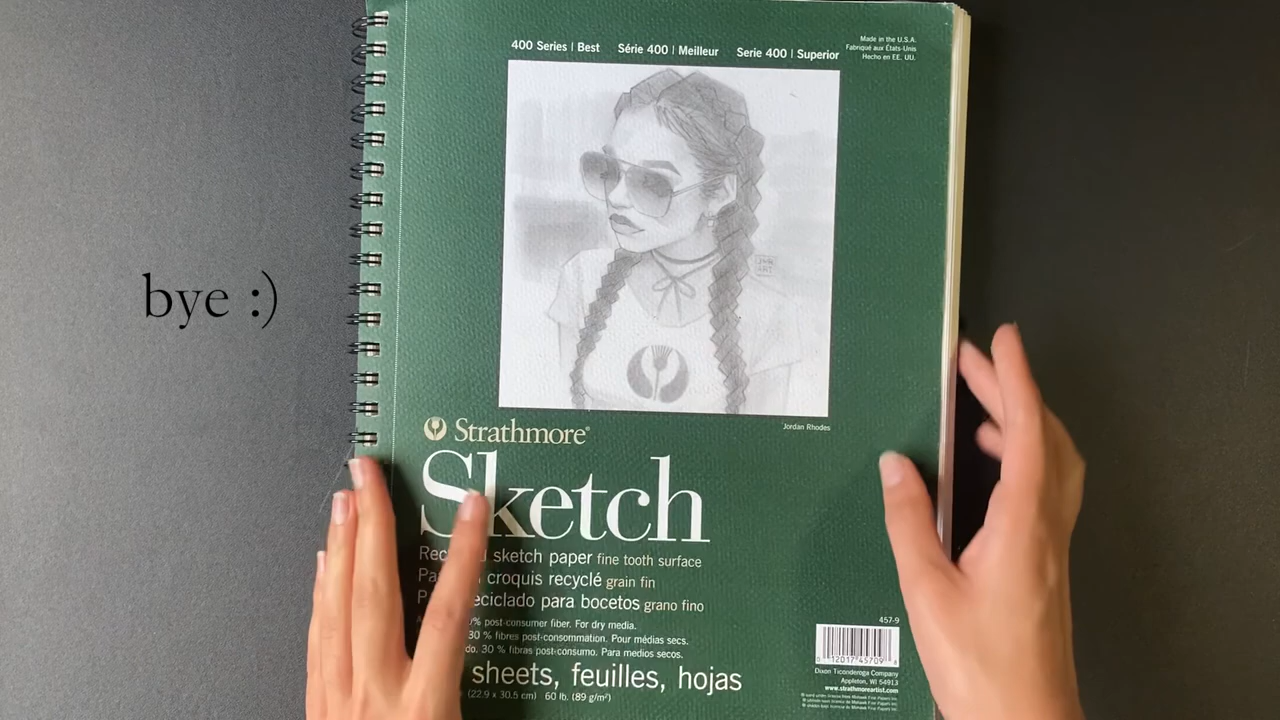 400 Series | Best Série 400 | Meilleur Serie 400 | Superior
Made in the U.S.A.
Fabriqué aux États-Unis
Hecho en EE. UU.
bye :)
Jordan Rhodes
Strathmore®
Sketch
sketch paper fine tooth surface
croquis recyclé grain fin
para bocetos grano fino
post-consumer fiber. For dry media.
30 % fibres post-consommation. Pour médias secs.
30 % fibras post-consumo. Para medios secos.
sheets, feuilles, hojas
(22.9 x 30.5 cm) 60 lb. (89 g/m²)
457-9
0 12017 45709
Dixon Ticonderoga Company
Appleton, WI 54913
www.strathmoreartist.com